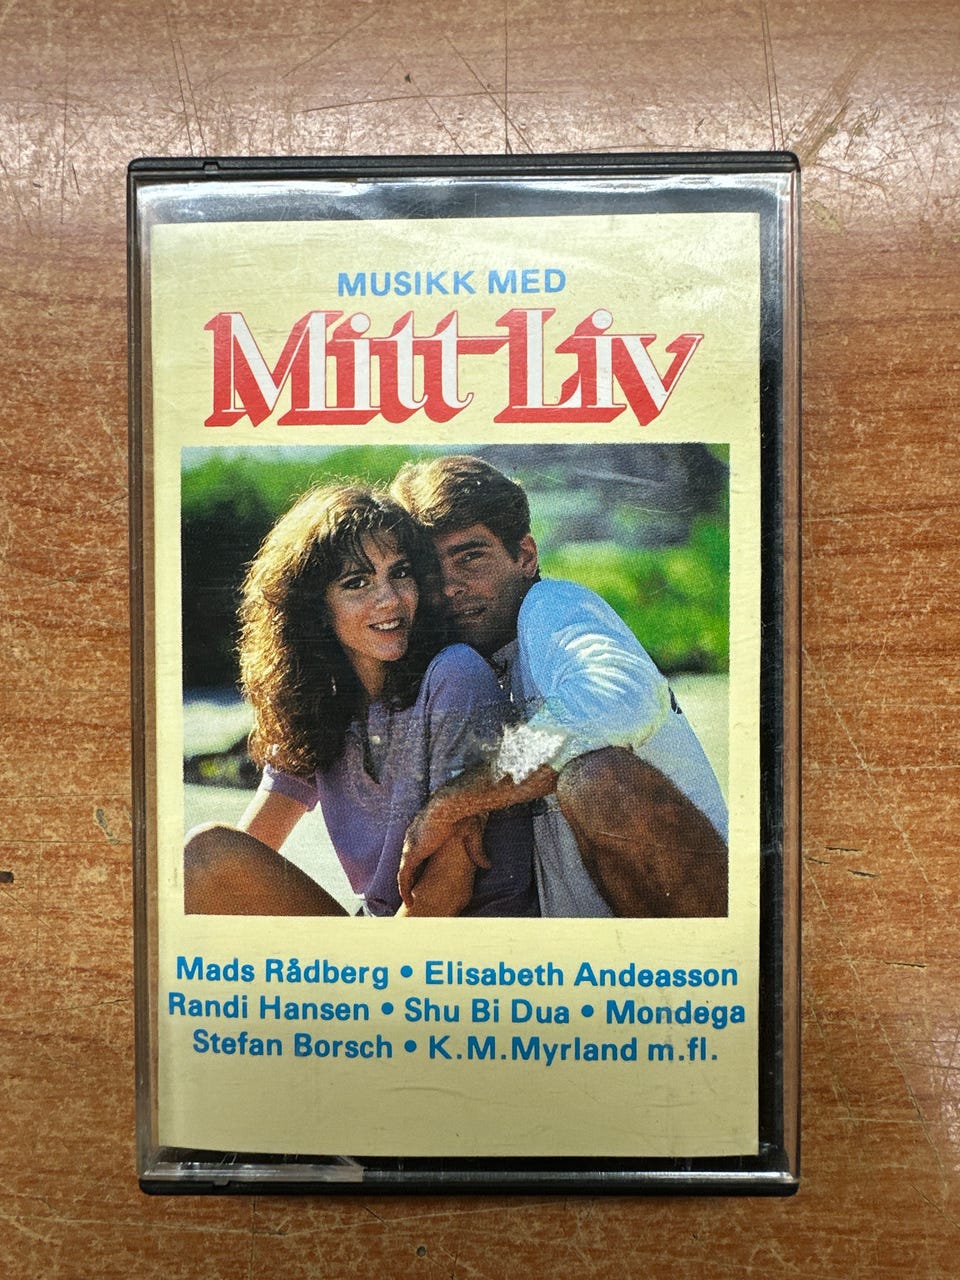 MUSIKK MED
Mitt Liv
Mads Rådberg • Elisabeth Andeasson
Randi Hansen • Shu Bi Dua • Mondega
Stefan Borsch • K.M.Myrland m.fl.